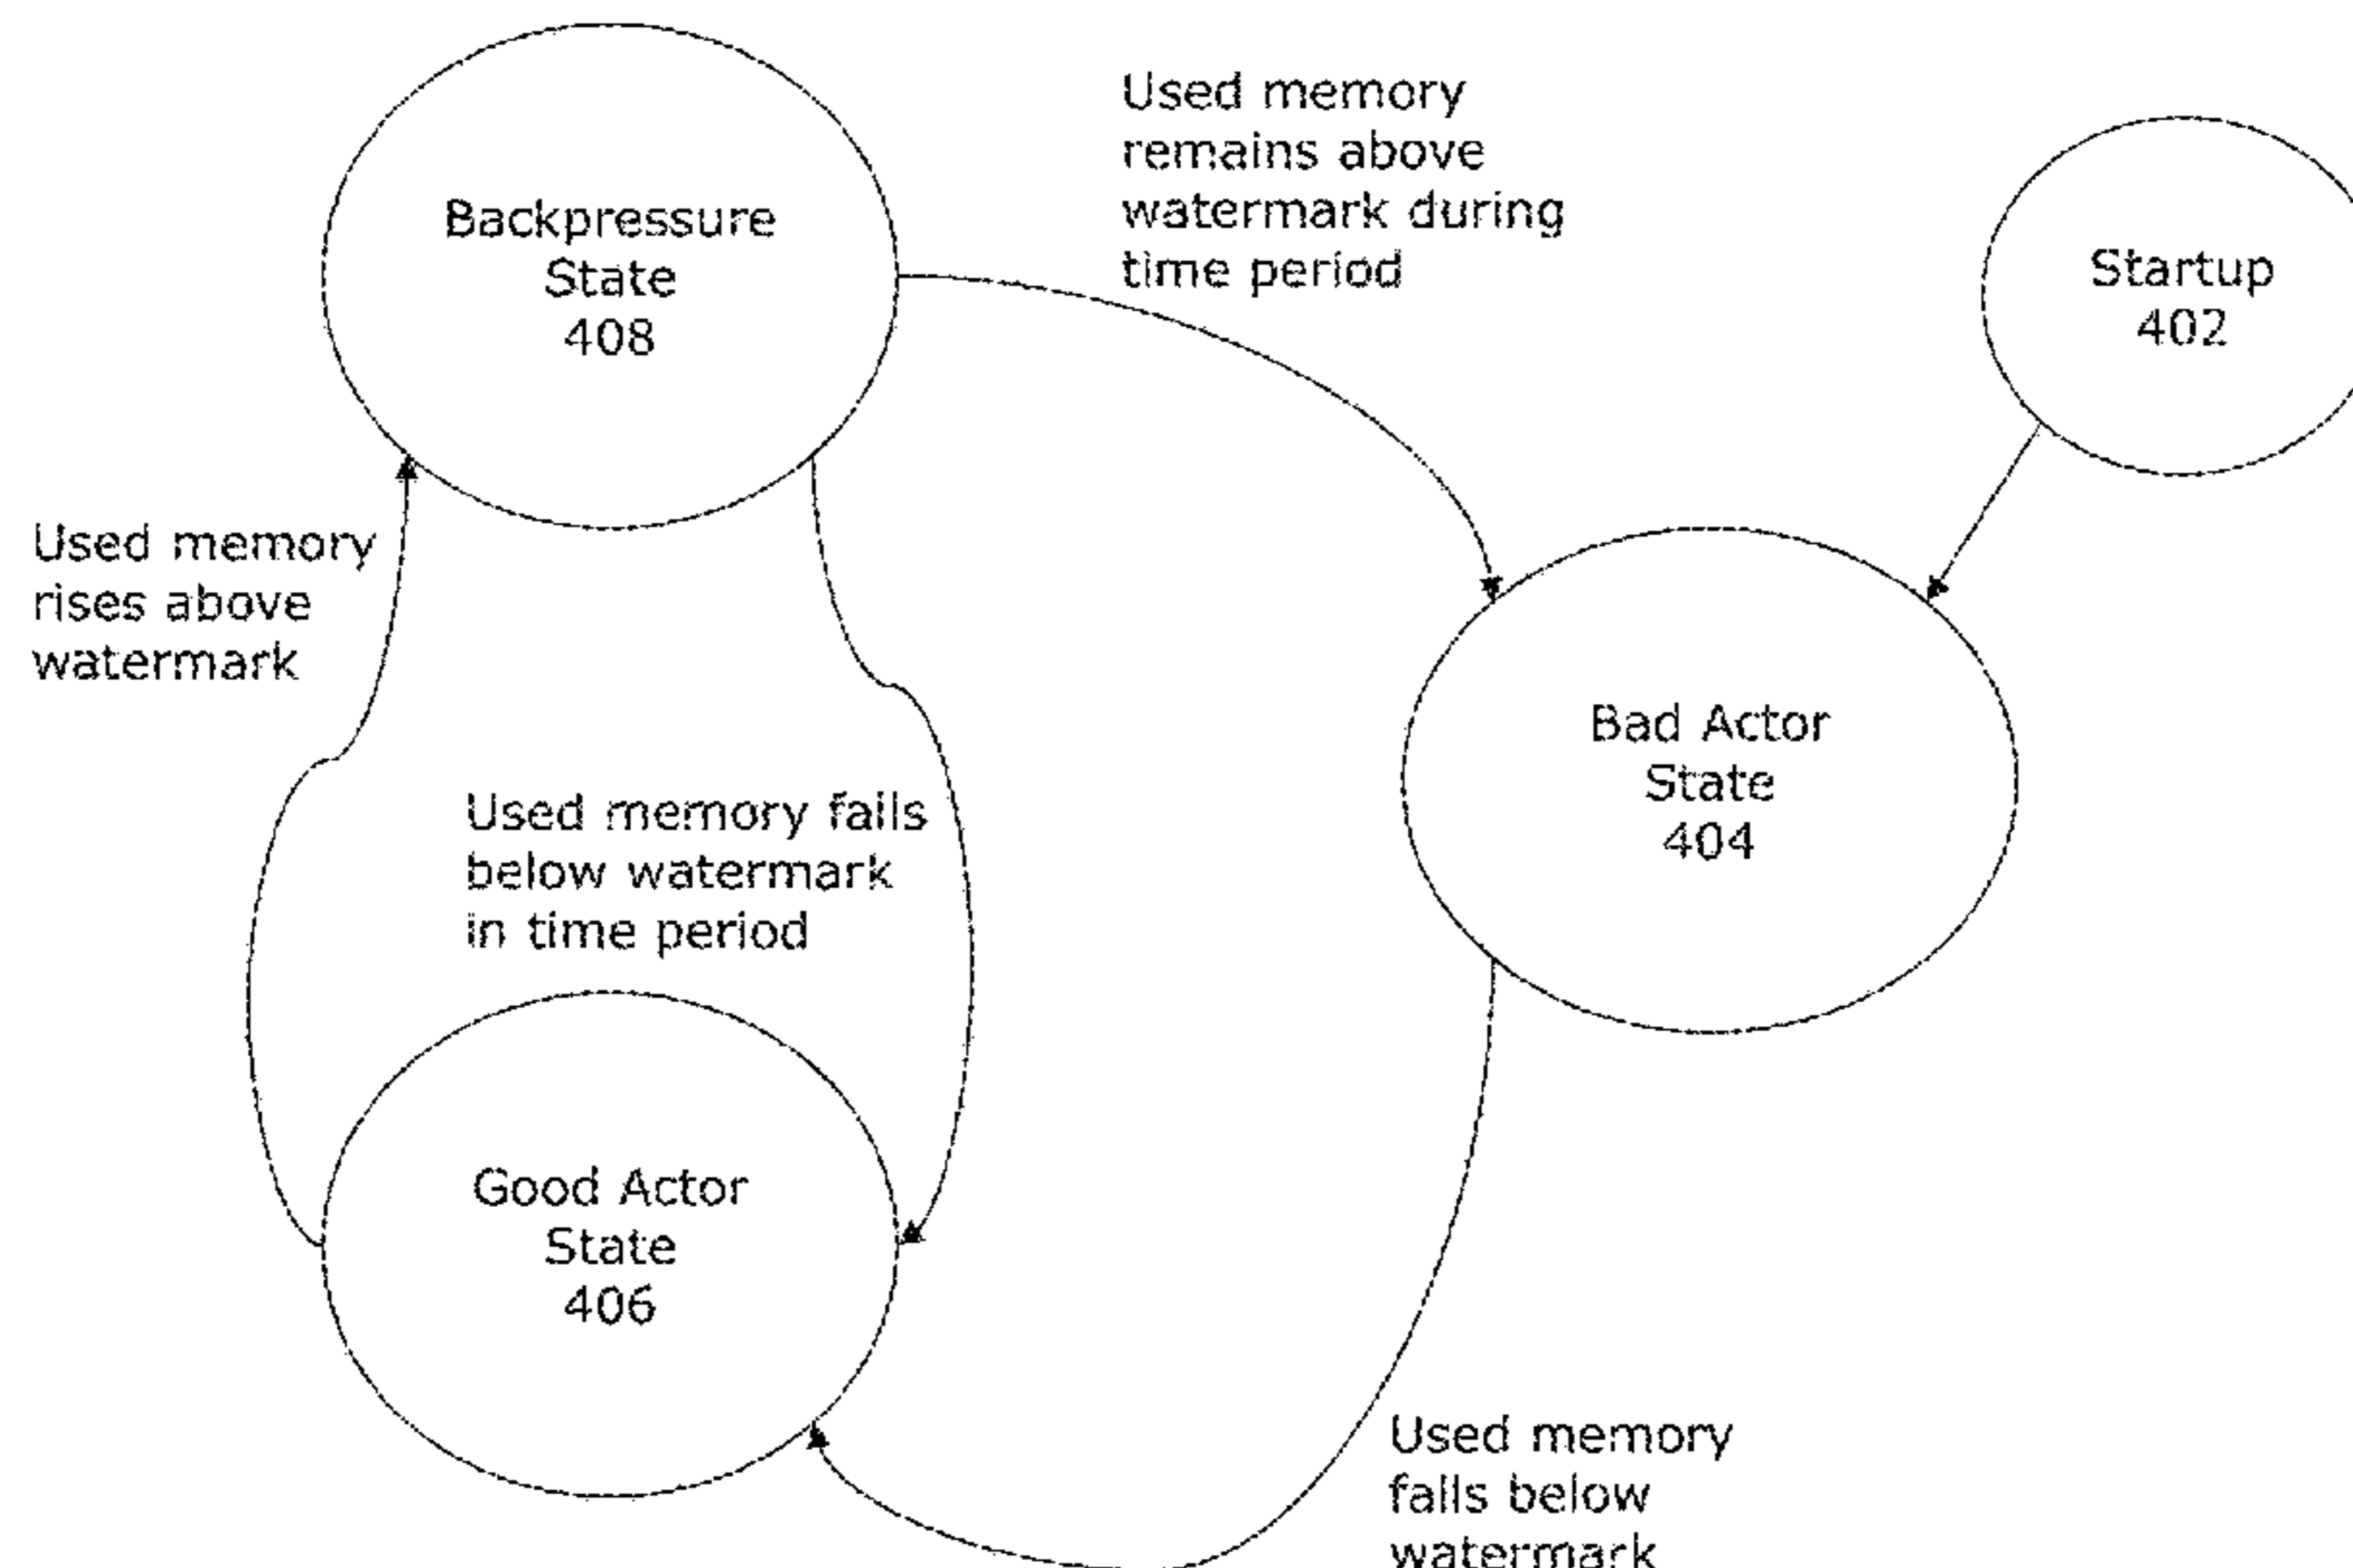 Used memory
remains above
watermark during
time period
Backpressure
State
408
Startup
402
Used memory
rises above
watermark
Bad Actor
State
404
Used memory falls
below watermark
in time period
Good Actor
State
406
Used memory
falls below
watermark